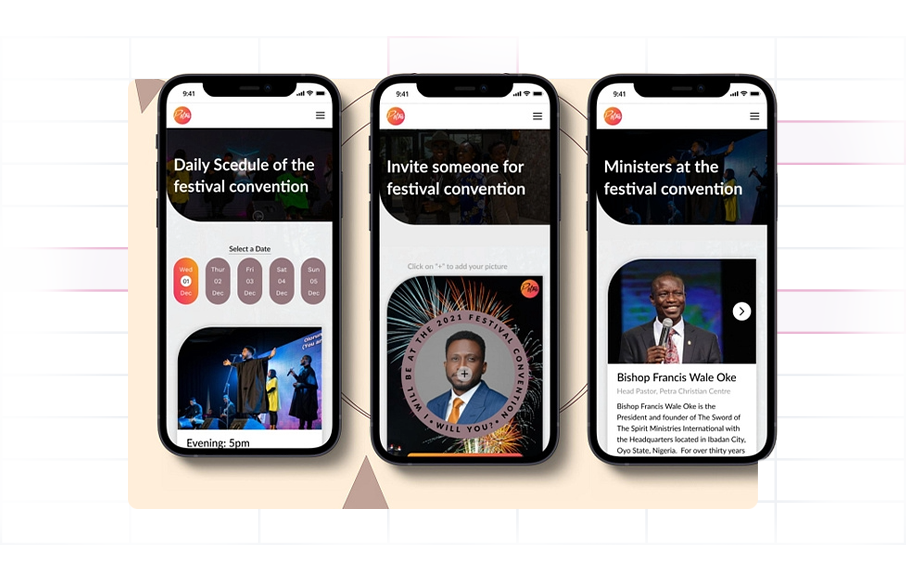 9:41
Petra
Daily Scedule of the
festival convention
Select a Date
Wed
01
Dec
Thur
02
Dec
Fri
03
Dec
Sat
04
Dec
Sun
05
Dec
Evening: 5pm
9:41
Petra
Invite someone for
festival convention
Click on "+" to add your picture
Petra
I WILL BE AT THE 2021 FESTIVAL CONVENTION
• WILL YOU? •
+
9:41
Petra
Ministers at the
festival convention
Bishop Francis Wale Oke
Head Pastor, Petra Christian Centre
Bishop Francis Wale Oke is the
President and founder of The Sword of
The Spirit Ministries International with
the Headquarters located in Ibadan City,
Oyo State, Nigeria. For over thirty years